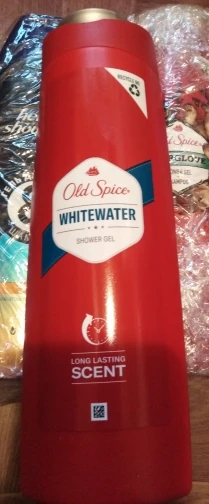 RECYCLE ME
Old Spice
WHITEWATER
SHOWER GEL
LONG LASTING
SCENT
Old Spice